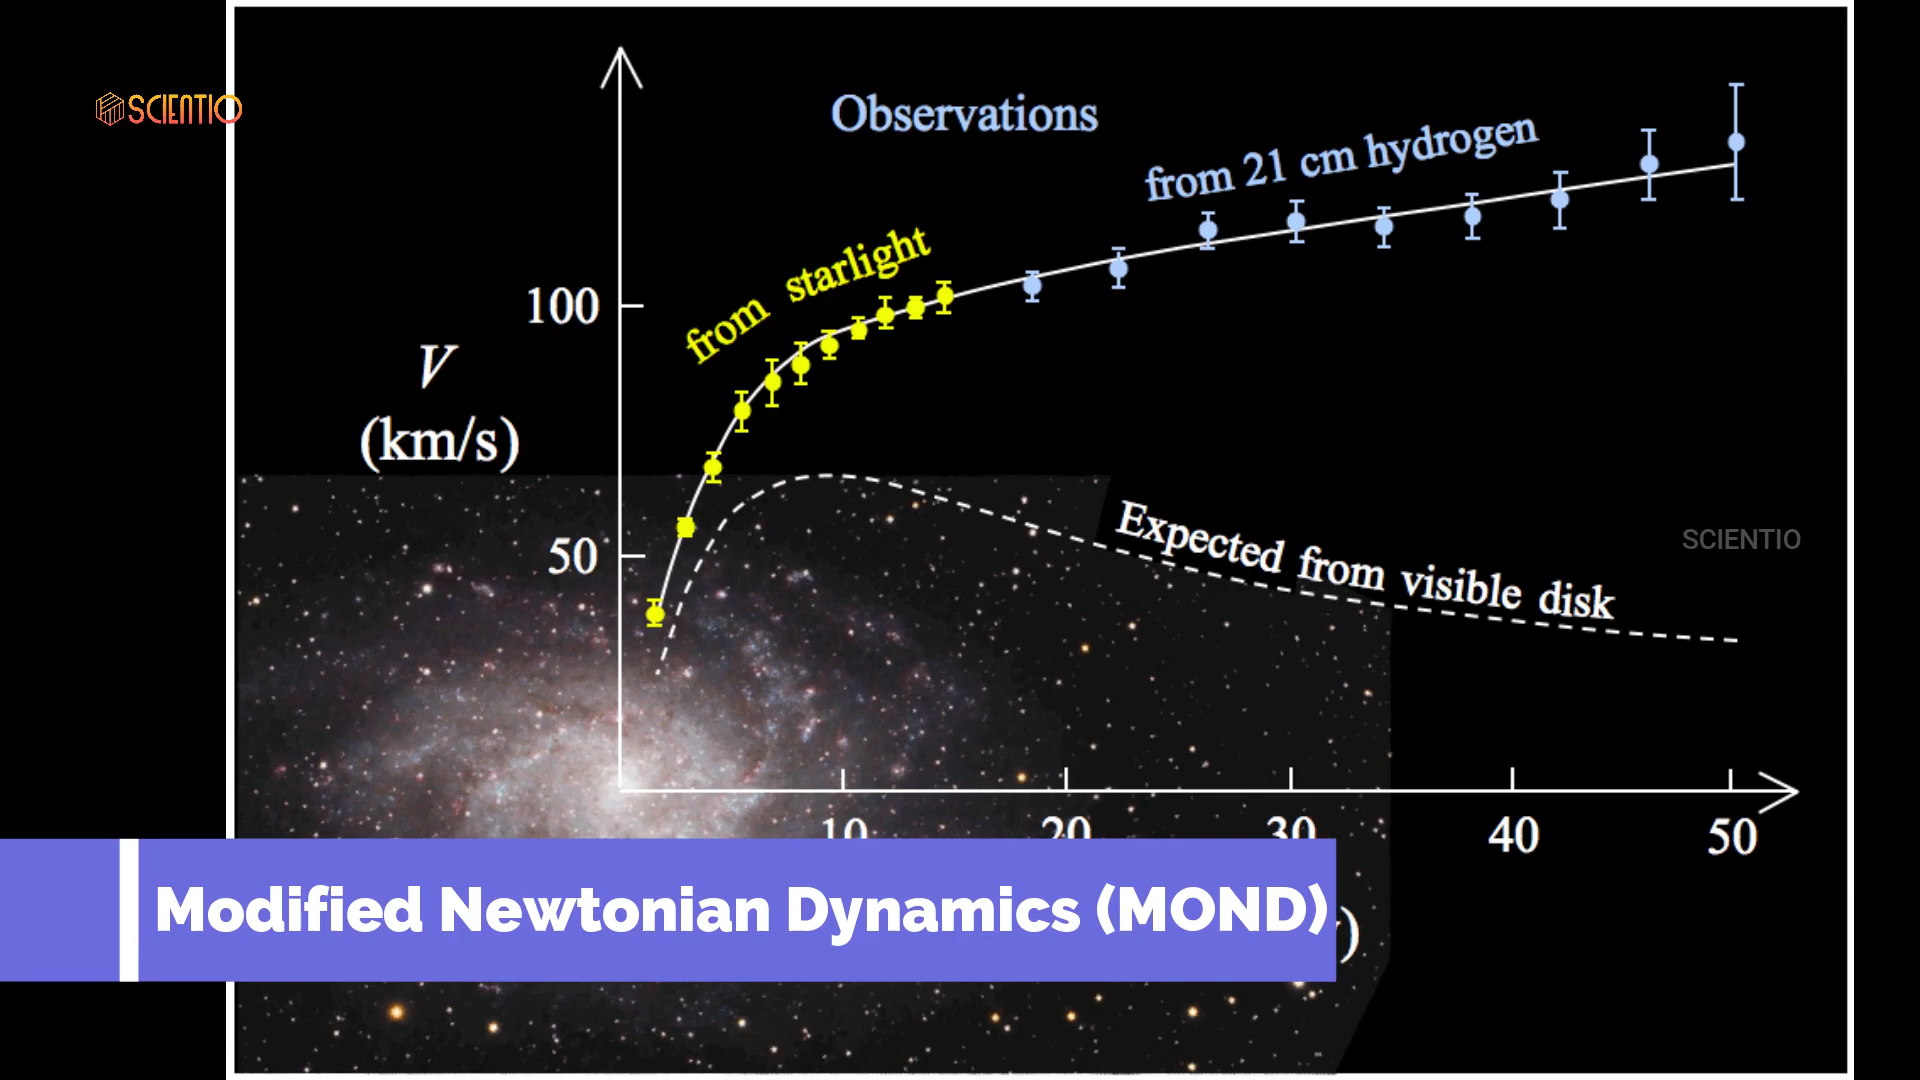 SCIENTIO
Observations
from 21 cm hydrogen
from starlight
100
V
(km/s)
50
Expected from visible disk
SCIENTIO
10
20
30
40
50
Modified Newtonian Dynamics (MOND)
)